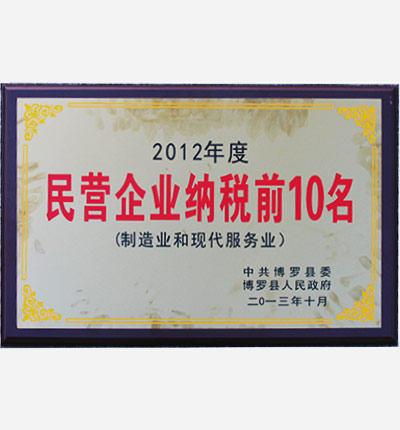 2012年度
民营企业纳税前10名
(制造业和现代服务业)
中共博罗县委
博罗县人民政府
二0一三年十月